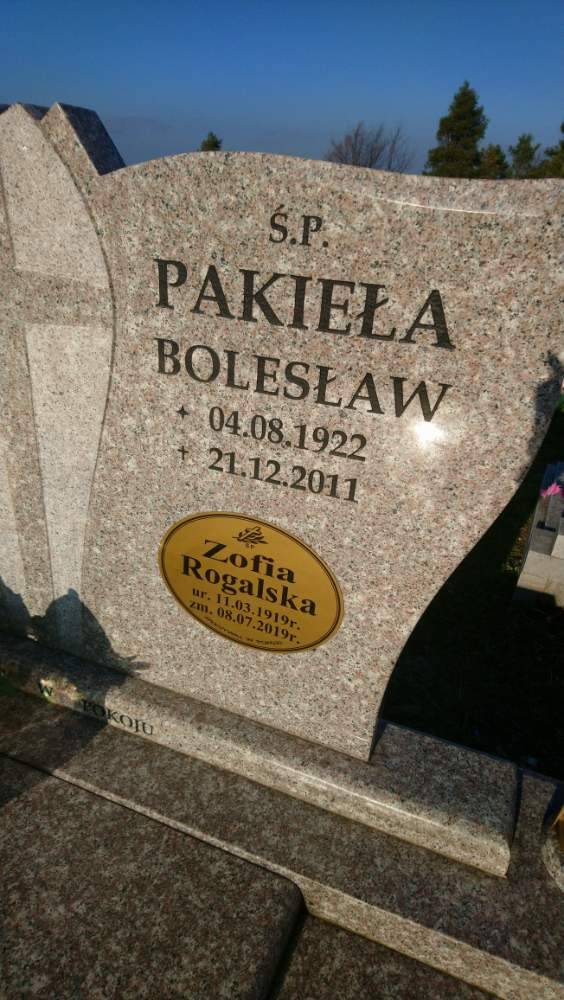 Ś.P.
PAKIEŁA
BOLESŁAW
04.08.1922
† 21.12.2011
Zofia
Rogalska
ur. 11.03.1919r.
zm. 08.07.2019r.
W POKOJU